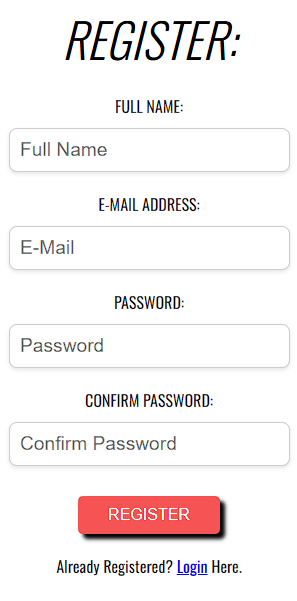 REGISTER:
FULL NAME:
Full Name
E-MAIL ADDRESS:
E-Mail
PASSWORD:
Password
CONFIRM PASSWORD:
Confirm Password
REGISTER
Already Registered? Login Here.